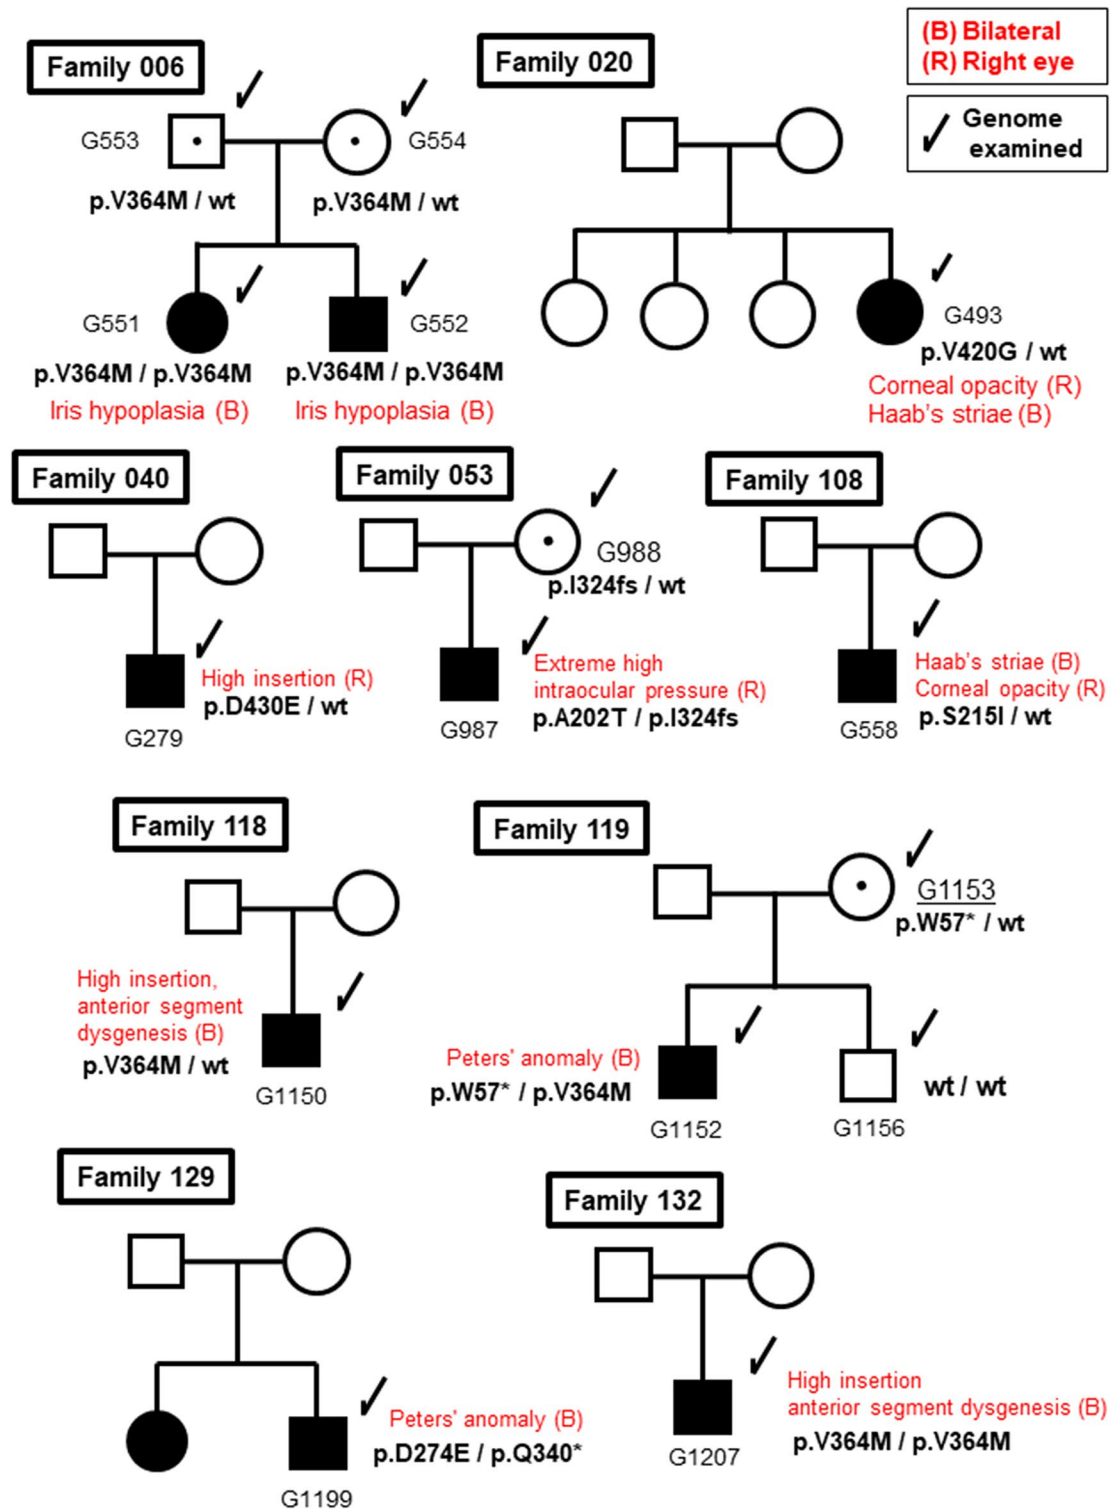 Family 006
Family 020
(B) Bilateral
(R) Right eye
Genome
examined
G553
G554
p.V364M / wt
p.V364M / wt
G551
G552
p.V364M / p.V364M
p.V364M / p.V364M
Iris hypoplasia (B)
Iris hypoplasia (B)
G493
p.V420G / wt
Corneal opacity (R)
Haab's striae (B)
Family 040
Family 053
Family 108
G988
p.I324fs / wt
High insertion (R)
p.D430E / wt
G279
Extreme high
intraocular pressure (R)
p.A202T / p.I324fs
G987
Haab's striae (B)
Corneal opacity (R)
p.S215I / wt
G558
Family 118
Family 119
High insertion,
anterior segment
dysgenesis (B)
p.V364M / wt
G1150
G1153
p.W57* / wt
Peters' anomaly (B)
p.W57* / p.V364M
G1152
wt / wt
G1156
Family 129
Family 132
Peters' anomaly (B)
p.D274E / p.Q340*
G1199
High insertion
anterior segment dysgenesis (B)
p.V364M / p.V364M
G1207